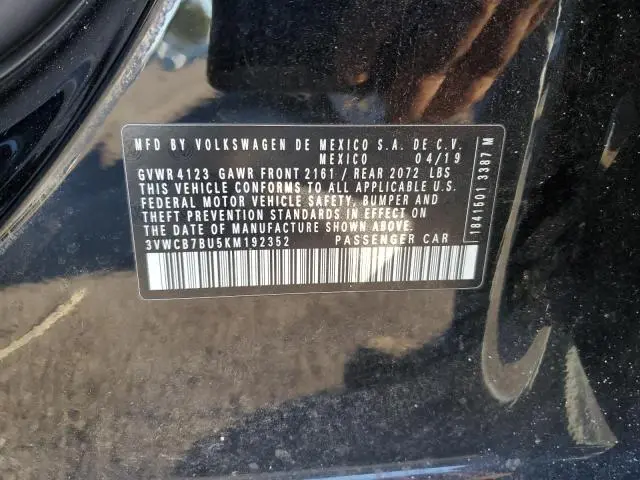 MFD BY VOLKSWAGEN DE MEXICO S.A. DE C.V.
MEXICO 04/19
GVWR 4123 GAWR FRONT 2161 / REAR 2072 LBS
THIS VEHICLE CONFORMS TO ALL APPLICABLE U.S.
FEDERAL MOTOR VEHICLE SAFETY, BUMPER AND
THEFT PREVENTION STANDARDS IN EFFECT ON
THE DATE OF MANUFACTURE SHOWN ABOVE.
3VWCB7BU5KM192352 PASSENGER CAR
1841501 3387 M